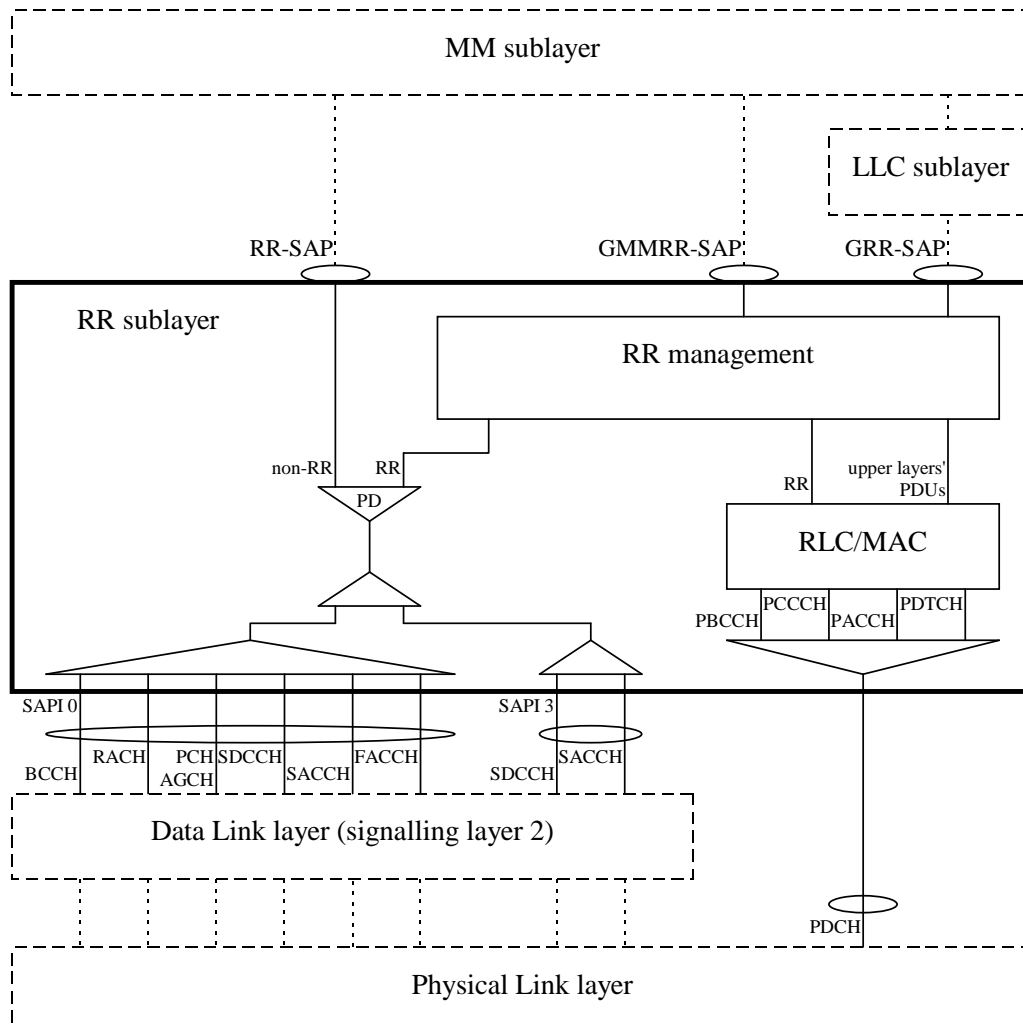 MM sublayer
LLC sublayer
RR-SAP
GMMRR-SAP
GRR-SAP
RR sublayer
RR management
non-RR
RR
PD
RR
upper layers'
PDUs
RLC/MAC
PBCCH
PCCCH
PACCH
PDTCH
SAPI 0
SAPI 3
BCCH
RACH
PCH
AGCH
SDCCH
SACCH
FACCH
SDCCH
SACCH
Data Link layer (signalling layer 2)
PDCH
Physical Link layer